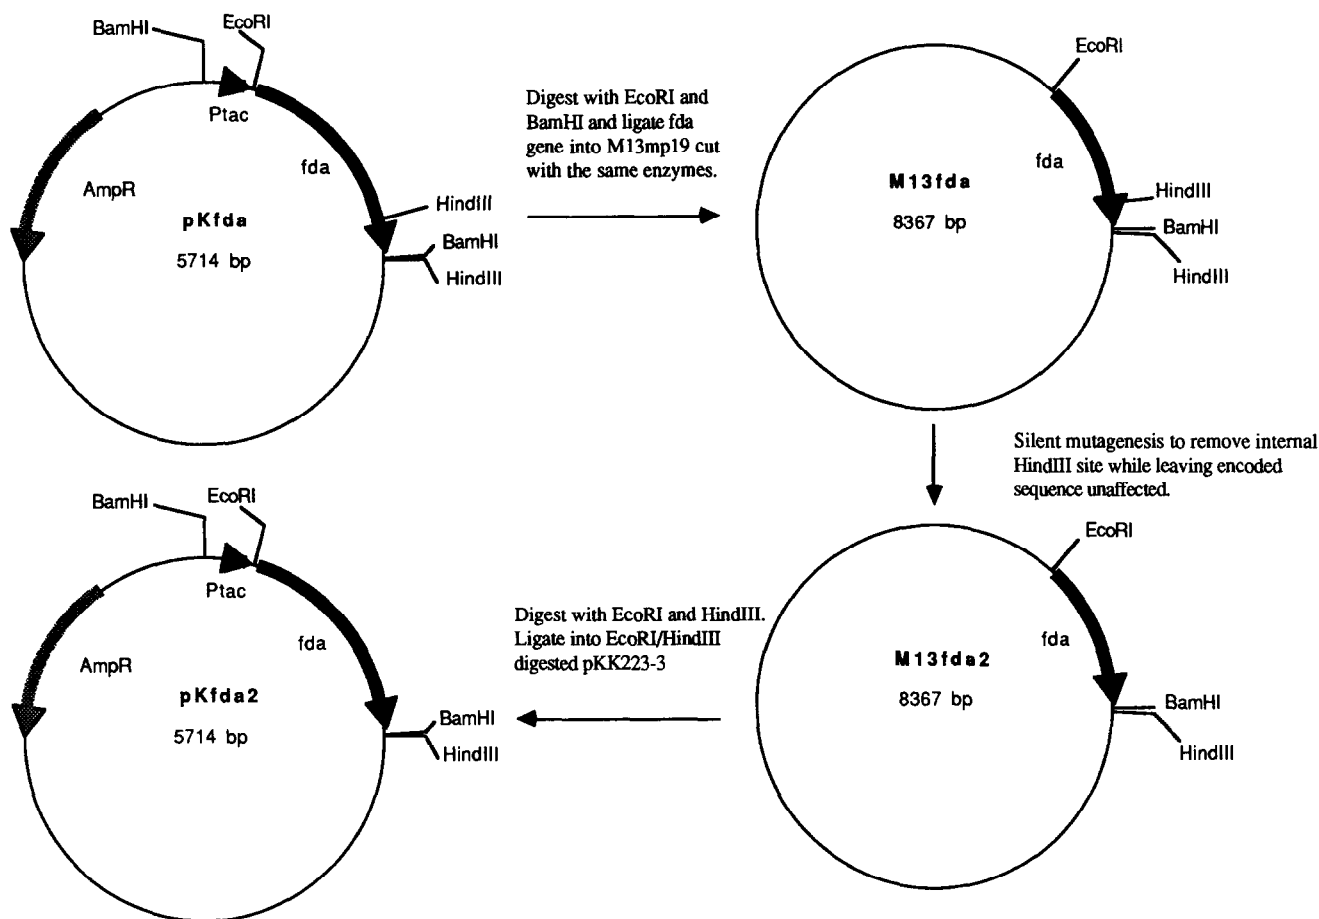 BamHI
EcoRI
Ptac
fda
AmpR
pKfda
5714 bp
HindIII
BamHI
HindIII
Digest with EcoRI and
BamHI and ligate fda
gene into M13mp19 cut
with the same enzymes.
EcoRI
fda
M13fda
8367 bp
HindIII
BamHI
HindIII
Silent mutagenesis to remove internal
HindIII site while leaving encoded
sequence unaffected.
EcoRI
fda
M13fda2
8367 bp
BamHI
HindIII
Digest with EcoRI and HindIII.
Ligate into EcoRI/HindIII
digested pKK223-3
BamHI
EcoRI
Ptac
fda
AmpR
pKfda2
5714 bp
BamHI
HindIII